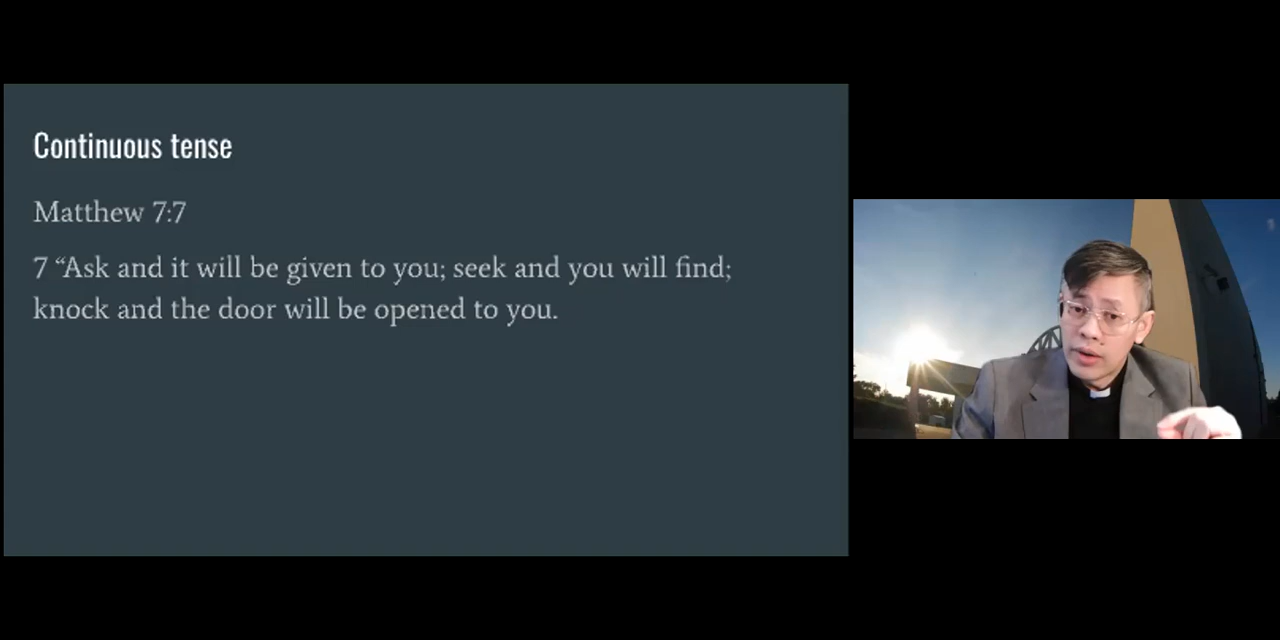 Continuous tense
Matthew 7:7
7 “Ask and it will be given to you; seek and you will find;
knock and the door will be opened to you.